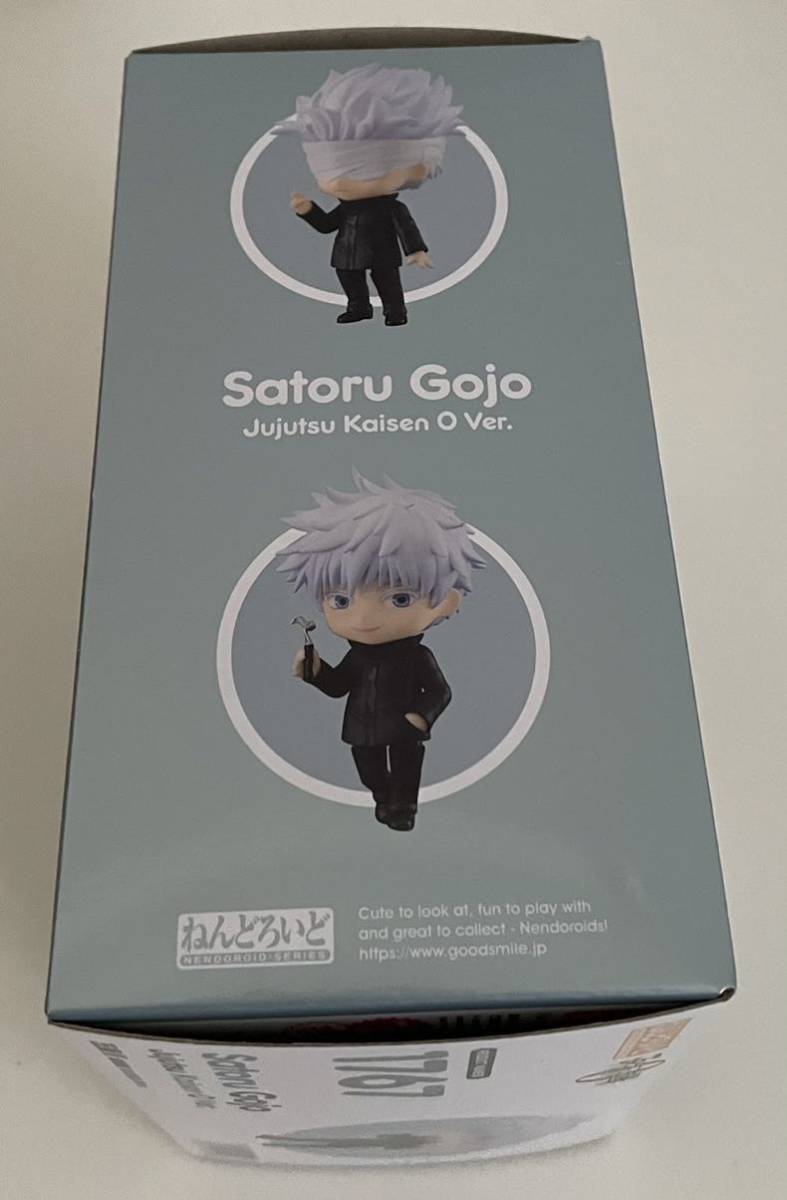 Satoru Gojo
Jujutsu Kaisen 0 Ver.
ねんどろいど
NENDOROID·SERIES
Cute to look at, fun to play with
and great to collect - Nendoroids!
https://www.goodsmile.jp
1767
Satoru Gojo